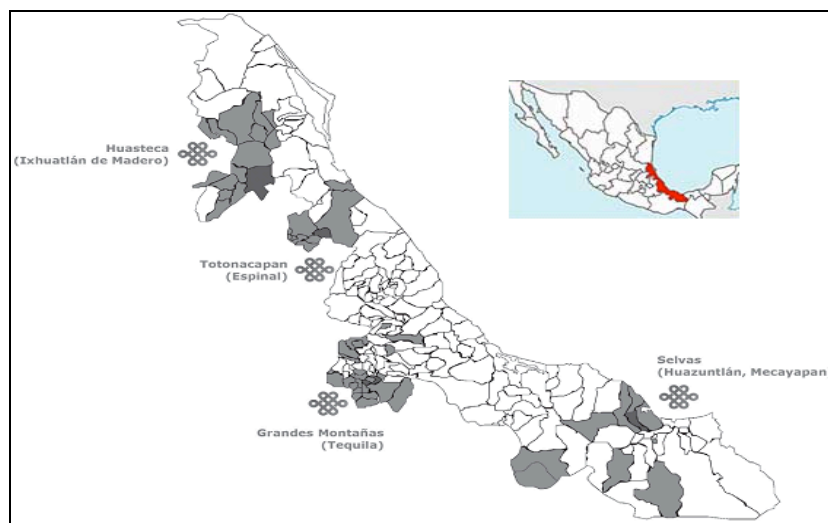 Huasteca
(Ixhuatlán de Madero)
Totonacapan
(Espinal)
Selvas
(Huazuntlán, Mecayapan
Grandes Montañas
(Tequila)